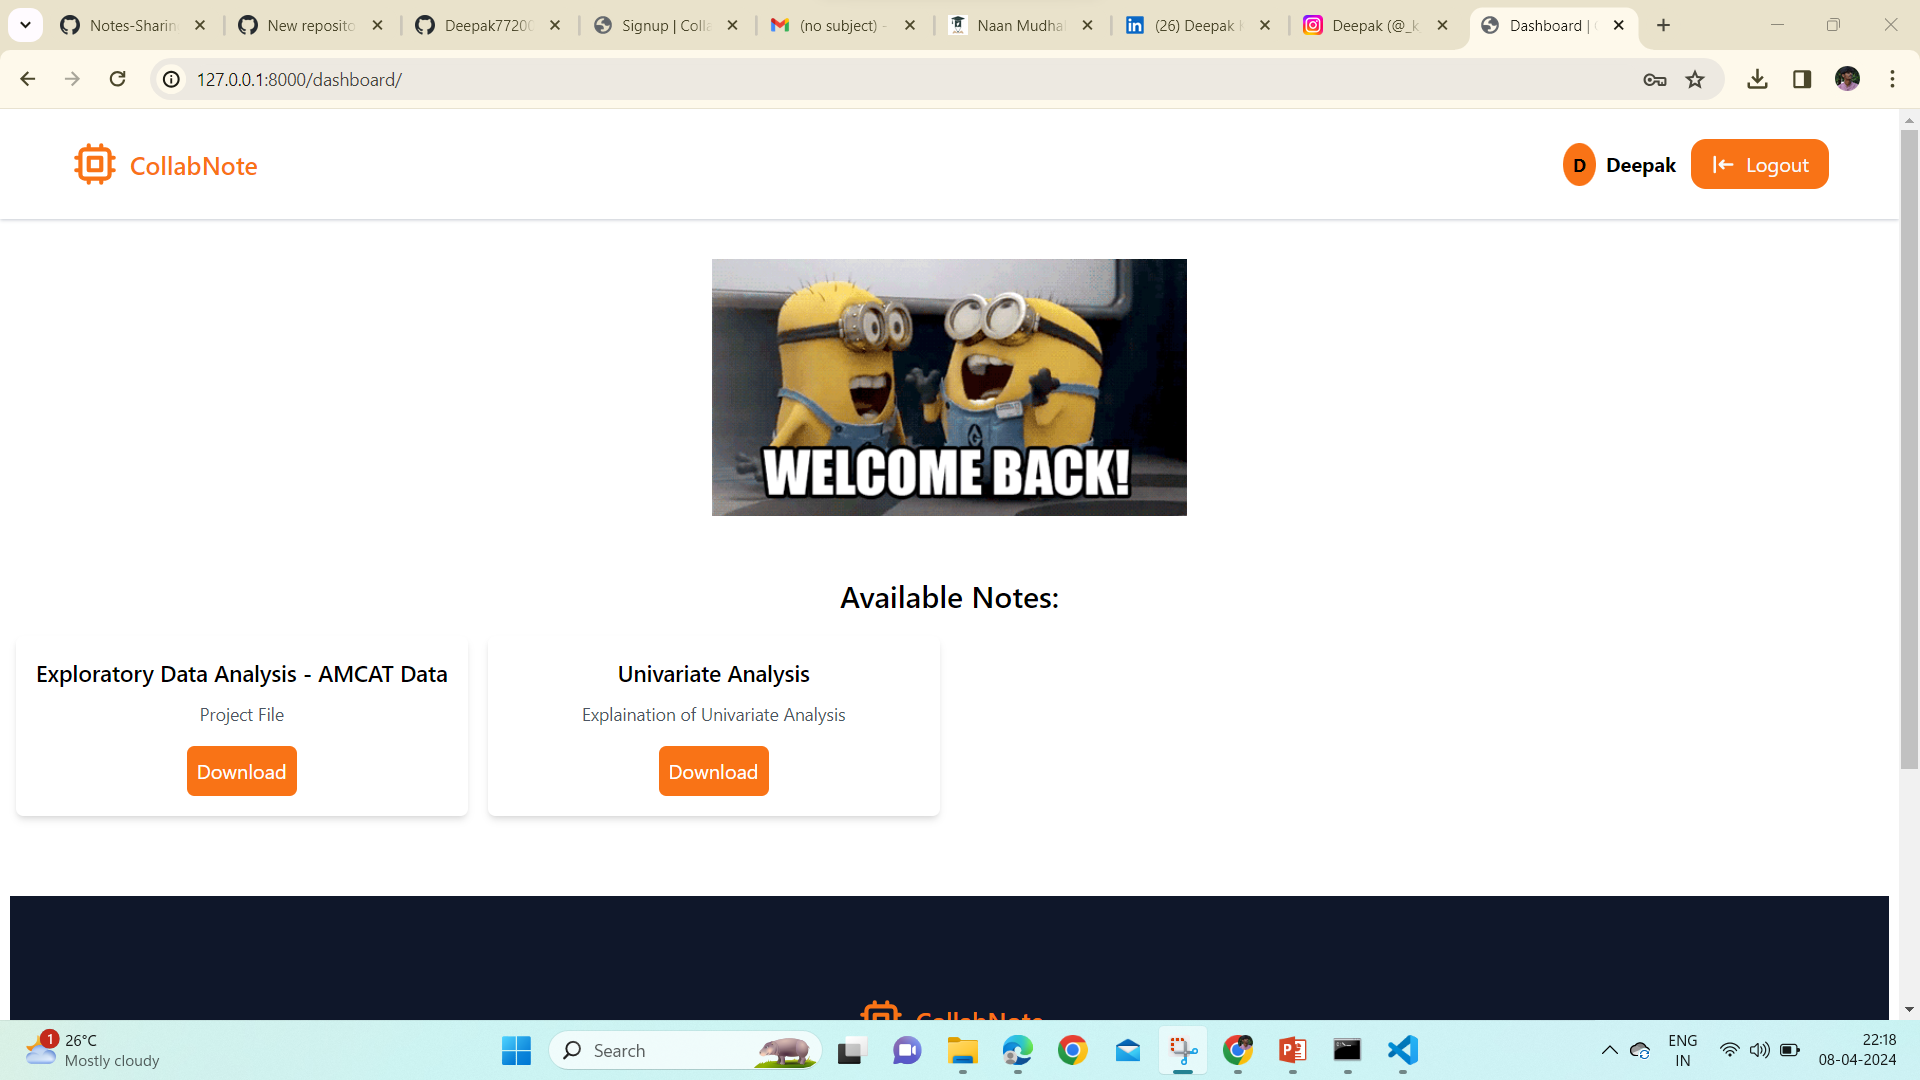 Notes-Sharin
New reposito
Deepak7720
Signup | Colla
(no subject) -
Naan Mudha
(26) Deepak
Deepak (@_k
Dashboard |
127.0.0.1:8000/dashboard/
CollabNote
D Deepak
Logout
WELCOME BACK!
Available Notes:
Exploratory Data Analysis - AMCAT Data
Project File
Download
Univariate Analysis
Explaination of Univariate Analysis
Download
CollabNote
1
26°C
Mostly cloudy
Search
ENG
IN
22:18
08-04-2024